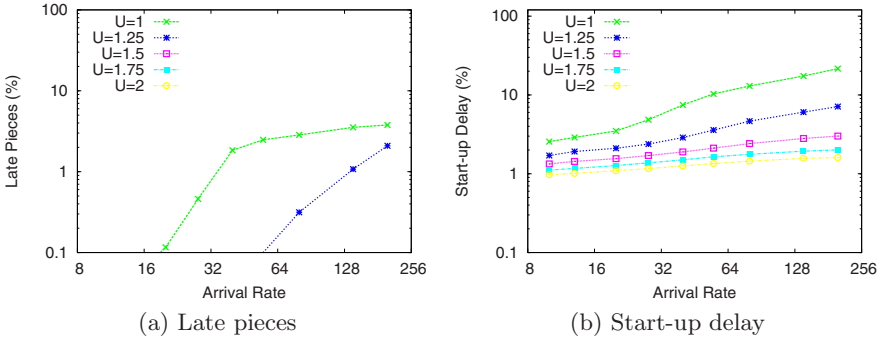 Late Pieces (%)
100
10
1
0.1
8 16 32 64 128 256
Arrival Rate
U=1
U=1.25
U=1.5
U=1.75
U=2
(a) Late pieces
Start-up Delay (%)
100
10
1
0.1
8 16 32 64 128 256
Arrival Rate
U=1
U=1.25
U=1.5
U=1.75
U=2
(b) Start-up delay